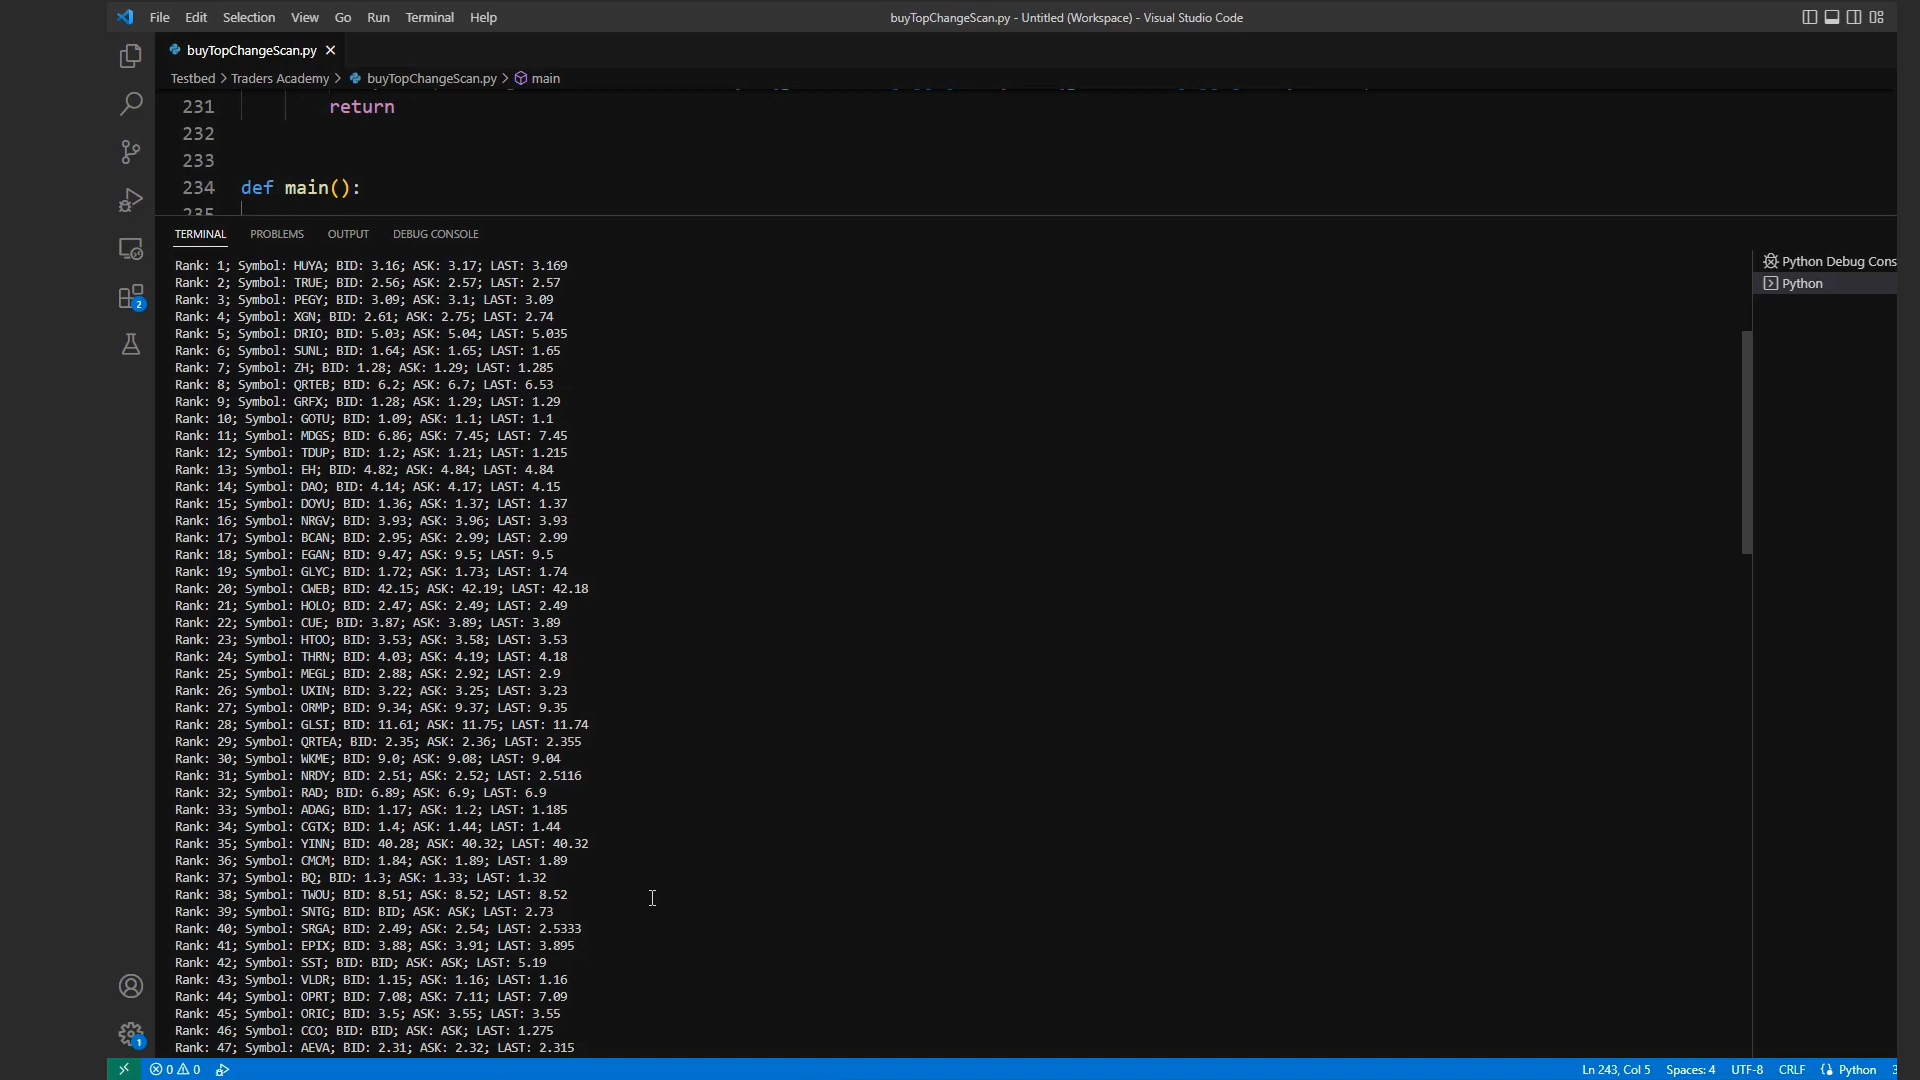 File Edit Selection View Go Run Terminal Help
buyTopChangeScan.py - Untitled (Workspace) - Visual Studio Code
buyTopChangeScan.py
Testbed > Traders Academy > buyTopChangeScan.py > main
231 return
232
233
234 def main():
235
TERMINAL PROBLEMS OUTPUT DEBUG CONSOLE
Python Debug Cons
Python
Rank: 1; Symbol: HUYA; BID: 3.16; ASK: 3.17; LAST: 3.169
Rank: 2; Symbol: TRUE; BID: 2.56; ASK: 2.57; LAST: 2.57
Rank: 3; Symbol: PEGY; BID: 3.09; ASK: 3.1; LAST: 3.09
Rank: 4; Symbol: XGN; BID: 2.61; ASK: 2.75; LAST: 2.74
Rank: 5; Symbol: DRIO; BID: 5.03; ASK: 5.04; LAST: 5.035
Rank: 6; Symbol: SUNL; BID: 1.64; ASK: 1.65; LAST: 1.65
Rank: 7; Symbol: ZH; BID: 1.28; ASK: 1.29; LAST: 1.285
Rank: 8; Symbol: QRTEB; BID: 6.2; ASK: 6.7; LAST: 6.53
Rank: 9; Symbol: GRFX; BID: 1.28; ASK: 1.29; LAST: 1.29
Rank: 10; Symbol: GOTU; BID: 1.09; ASK: 1.1; LAST: 1.1
Rank: 11; Symbol: MDGS; BID: 6.86; ASK: 7.45; LAST: 7.45
Rank: 12; Symbol: TDUP; BID: 1.2; ASK: 1.21; LAST: 1.215
Rank: 13; Symbol: EH; BID: 4.82; ASK: 4.84; LAST: 4.84
Rank: 14; Symbol: DAO; BID: 4.14; ASK: 4.17; LAST: 4.15
Rank: 15; Symbol: DOYU; BID: 1.36; ASK: 1.37; LAST: 1.37
Rank: 16; Symbol: NRGV; BID: 3.93; ASK: 3.96; LAST: 3.93
Rank: 17; Symbol: BCAN; BID: 2.95; ASK: 2.99; LAST: 2.99
Rank: 18; Symbol: EGAN; BID: 9.47; ASK: 9.5; LAST: 9.5
Rank: 19; Symbol: GLYC; BID: 1.72; ASK: 1.73; LAST: 1.74
Rank: 20; Symbol: CWEB; BID: 42.15; ASK: 42.19; LAST: 42.18
Rank: 21; Symbol: HOLO; BID: 2.47; ASK: 2.49; LAST: 2.49
Rank: 22; Symbol: CUE; BID: 3.87; ASK: 3.89; LAST: 3.89
Rank: 23; Symbol: HTOO; BID: 3.53; ASK: 3.58; LAST: 3.53
Rank: 24; Symbol: THRN; BID: 4.03; ASK: 4.19; LAST: 4.18
Rank: 25; Symbol: MEGL; BID: 2.88; ASK: 2.92; LAST: 2.9
Rank: 26; Symbol: UXIN; BID: 3.22; ASK: 3.25; LAST: 3.23
Rank: 27; Symbol: ORMP; BID: 9.34; ASK: 9.37; LAST: 9.35
Rank: 28; Symbol: GLSI; BID: 11.61; ASK: 11.75; LAST: 11.74
Rank: 29; Symbol: QRTEA; BID: 2.35; ASK: 2.36; LAST: 2.355
Rank: 30; Symbol: WKME; BID: 9.0; ASK: 9.08; LAST: 9.04
Rank: 31; Symbol: NRDY; BID: 2.51; ASK: 2.52; LAST: 2.5116
Rank: 32; Symbol: RAD; BID: 6.89; ASK: 6.9; LAST: 6.9
Rank: 33; Symbol: ADAG; BID: 1.17; ASK: 1.2; LAST: 1.185
Rank: 34; Symbol: CGTX; BID: 1.4; ASK: 1.44; LAST: 1.44
Rank: 35; Symbol: YINN; BID: 40.28; ASK: 40.32; LAST: 40.32
Rank: 36; Symbol: CMCM; BID: 1.84; ASK: 1.89; LAST: 1.89
Rank: 37; Symbol: BQ; BID: 1.3; ASK: 1.33; LAST: 1.32
Rank: 38; Symbol: TWOU; BID: 8.51; ASK: 8.52; LAST: 8.52
Rank: 39; Symbol: SNTG; BID: BID; ASK: ASK; LAST: 2.73
Rank: 40; Symbol: SRGA; BID: 2.49; ASK: 2.54; LAST: 2.5333
Rank: 41; Symbol: EPIX; BID: 3.88; ASK: 3.91; LAST: 3.895
Rank: 42; Symbol: SST; BID: BID; ASK: ASK; LAST: 5.19
Rank: 43; Symbol: VLDR; BID: 1.15; ASK: 1.16; LAST: 1.16
Rank: 44; Symbol: OPRT; BID: 7.08; ASK: 7.11; LAST: 7.09
Rank: 45; Symbol: ORIC; BID: 3.5; ASK: 3.55; LAST: 3.55
Rank: 46; Symbol: CCO; BID: BID; ASK: ASK; LAST: 1.275
Rank: 47; Symbol: AEVA; BID: 2.31; ASK: 2.32; LAST: 2.315
2
1
0 0
Ln 243, Col 5 Spaces: 4 UTF-8 CRLF Python 3